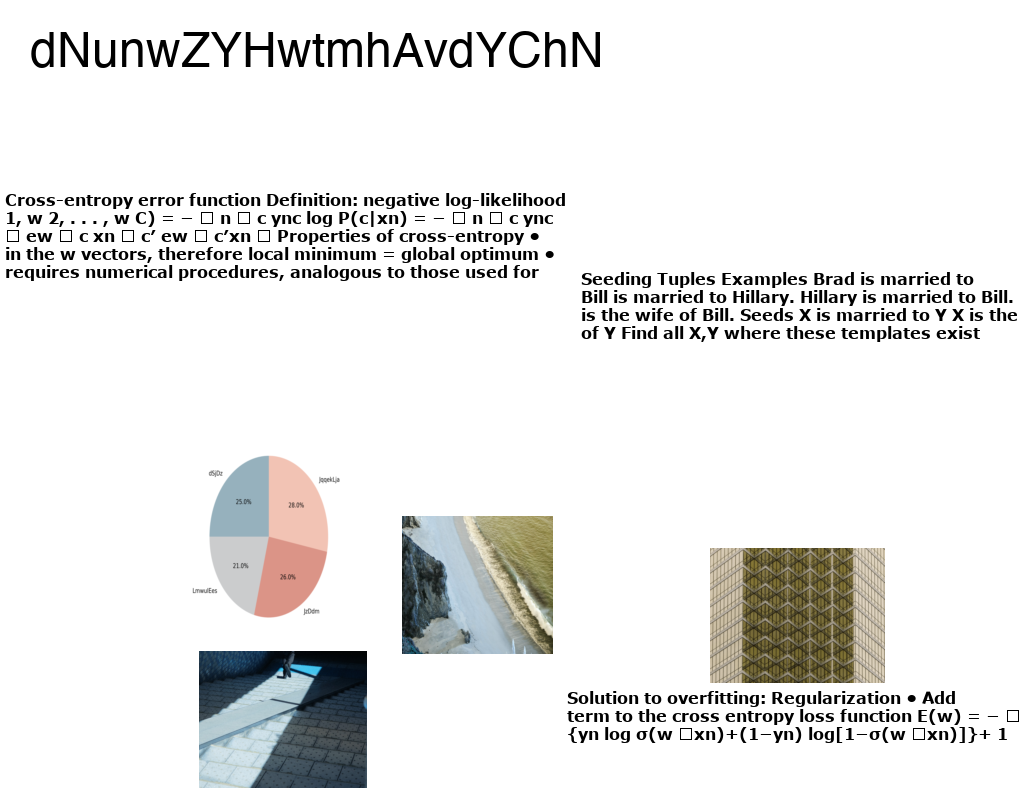 dNunwZYHwtmhAvdYChN
Cross-entropy error function Definition: negative log-likelihood
1, w 2, . . . , w C) = − □ n □ c ync log P(c|xn) = − □ n □ c ync
□ ew □ c xn □ c′ ew □ c′xn □ Properties of cross-entropy ●
in the w vectors, therefore local minimum = global optimum ●
requires numerical procedures, analogous to those used for
Seeding Tuples Examples Brad is married to
Bill is married to Hillary. Hillary is married to Bill.
is the wife of Bill. Seeds X is married to Y X is the
of Y Find all X,Y where these templates exist
dSjDz
JqqekLja
25.0%
28.0%
21.0%
26.0%
LmwulEes
JzDdm
Solution to overfitting: Regularization ● Add
term to the cross entropy loss function E(w) = − □
{yn log σ(w □xn)+(1−yn) log[1−σ(w □xn)]}+ 1